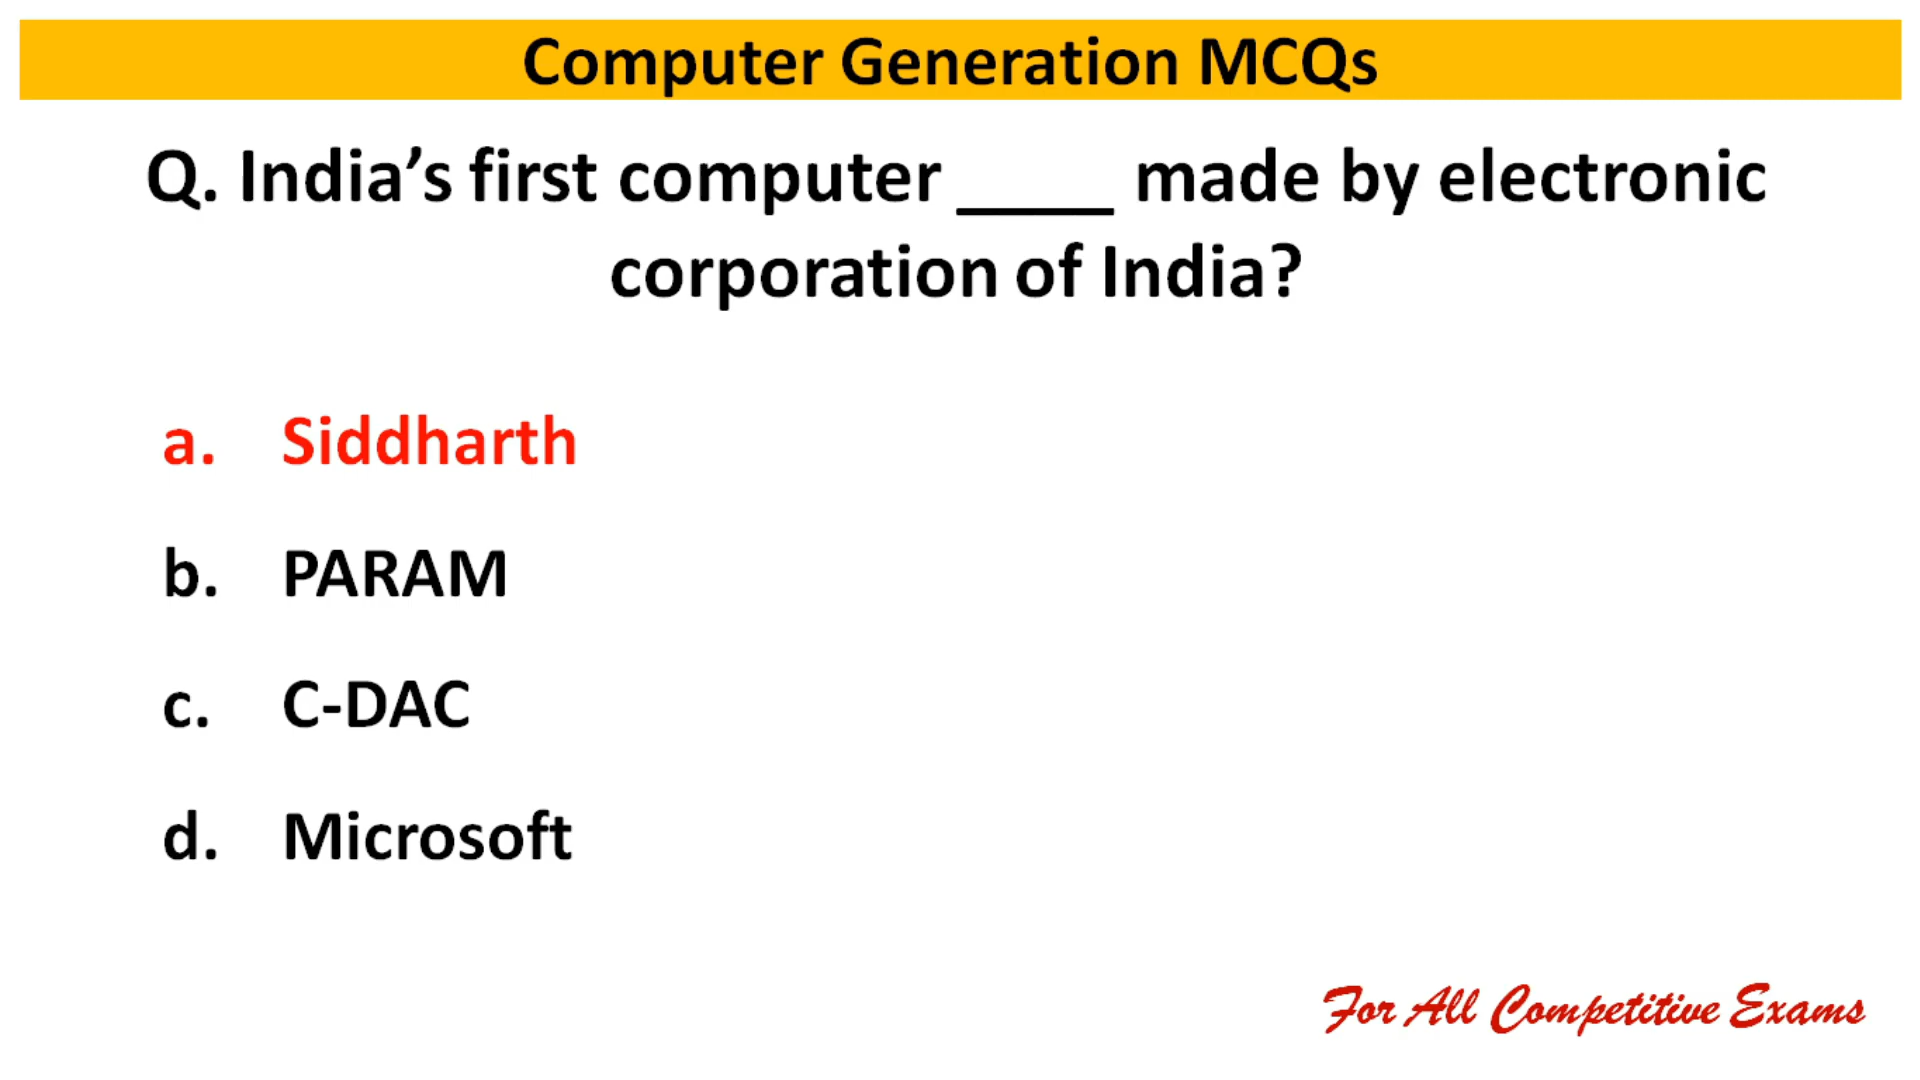 Computer Generation MCQs
Q. India’s first computer ____ made by electronic
corporation of India?
a. Siddharth
b. PARAM
c. C-DAC
d. Microsoft
For All Competitive Exams